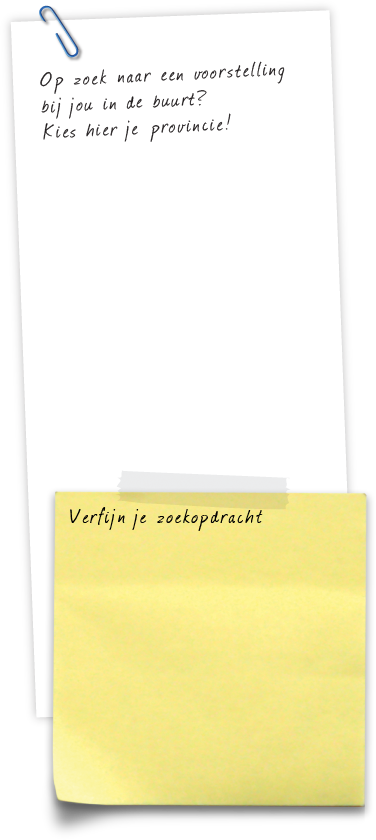 Op zoek naar een voorstelling
bij jou in de buurt?
Kies hier je provincie!
Verfijn je zoekopdracht